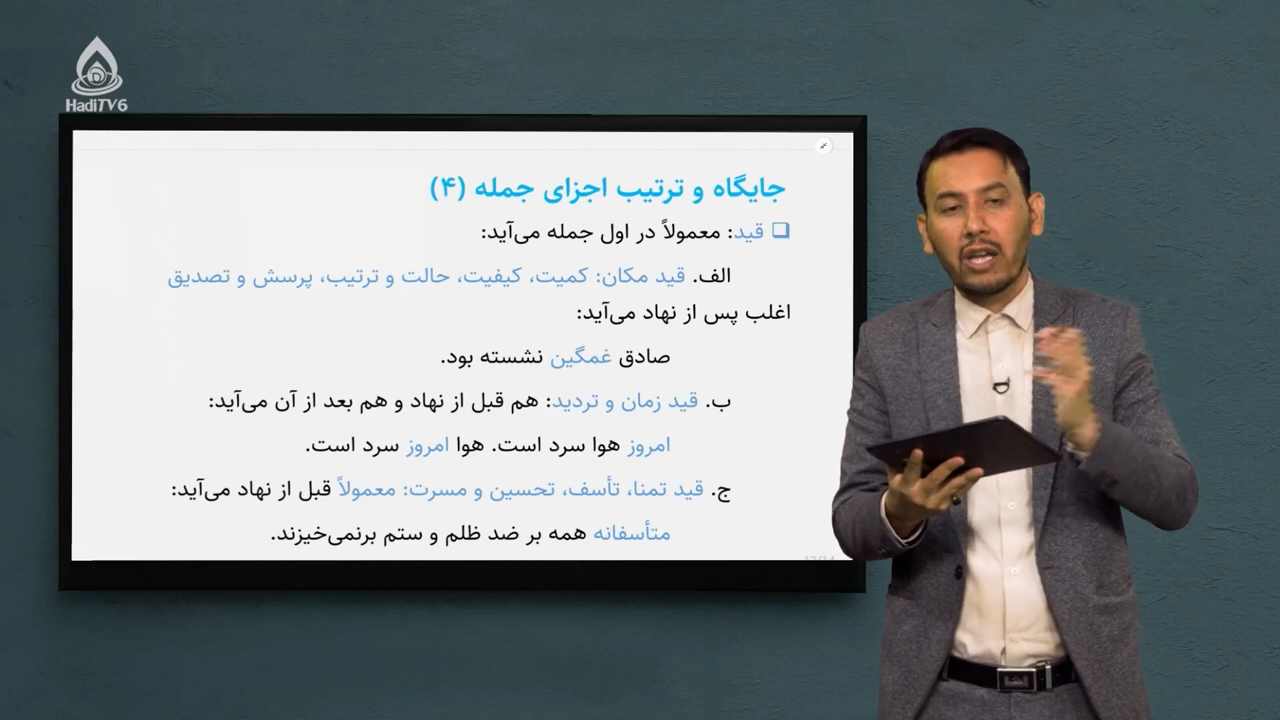 HadiTV6
جایگاه و ترتیب اجزای جمله (۴)
❑ قید: معمولاً در اول جمله می‌آید:
الف. قید مکان: کمیت، کیفیت، حالت و ترتیب، پرسش و تصدیق
اغلب پس از نهاد می‌آید:
صادق غمگین نشسته بود.
ب. قید زمان و تردید: هم قبل از نهاد و هم بعد از آن می‌آید:
امروز هوا سرد است. هوا امروز سرد است.
ج. قید تمنا، تأسف، تحسین و مسرت: معمولاً قبل از نهاد می‌آید:
متأسفانه همه بر ضد ظلم و ستم برنمی‌خیزند.